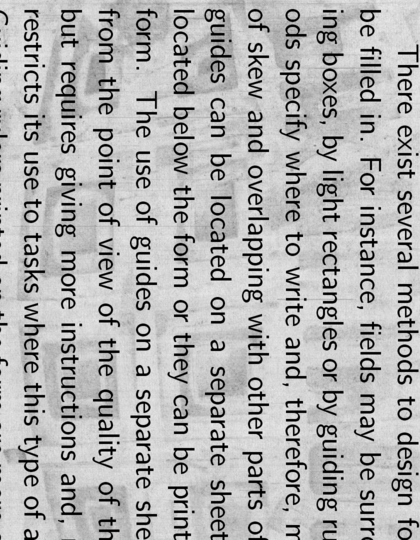 There exist several methods to design fo
be filled in. For instance, fields may be surro
ing boxes, by light rectangles or by guiding ru
ods specify where to write and, therefore, m
of skew and overlapping with other parts of
guides can be located on a separate sheet
located below the form or they can be print
form. The use of guides on a separate she
from the point of view of the quality of th
but requires giving more instructions and,
restricts its use to tasks where this type of a